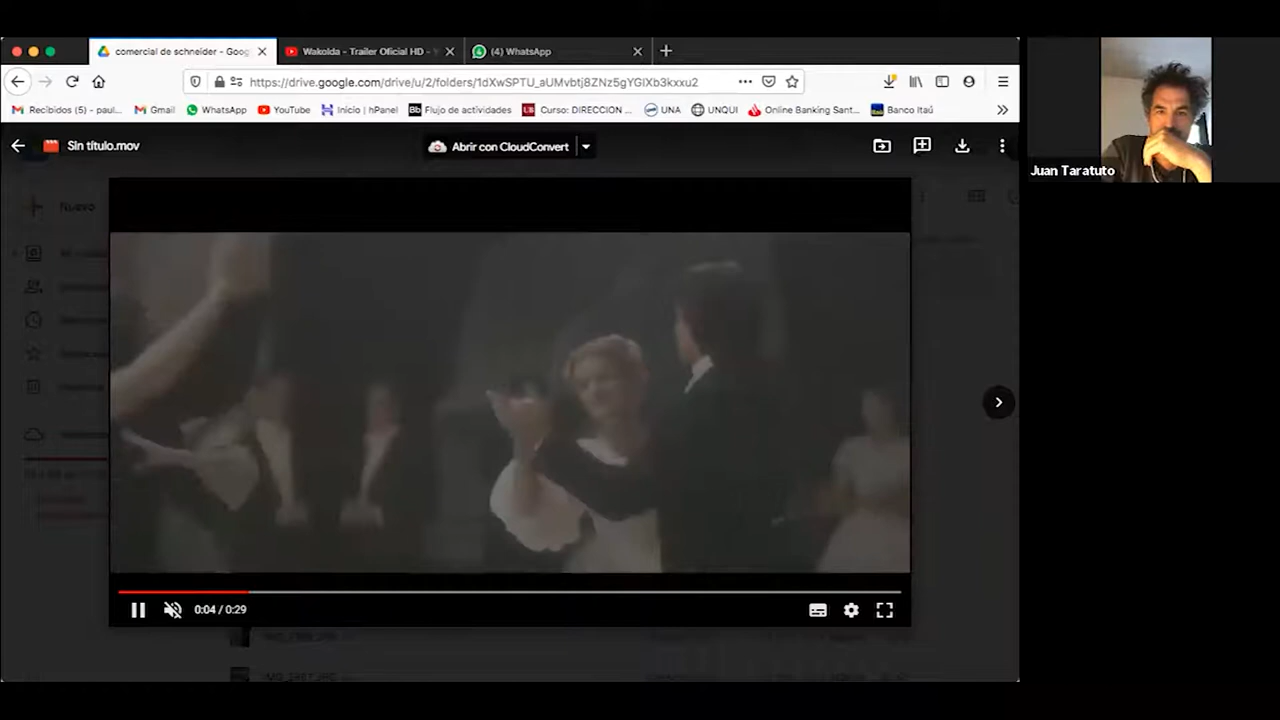 comercial de schneider - Goog
Wakolda - Trailer Oficial HD - Y
(4) WhatsApp
https://drive.google.com/drive/u/2/folders/1dXwSPTU_aUMvbtj8ZNz5gYGIXb3kxxu2
Recibidos (5) - paul...
Gmail
WhatsApp
YouTube
Inicio | hPanel
Flujo de actividades
Curso: DIRECCION ...
UNA
UNQUI
Online Banking Sant...
Banco Itaú
Sin título.mov
Abrir con CloudConvert
Nuevo
0:04 / 0:29
Juan Taratuto